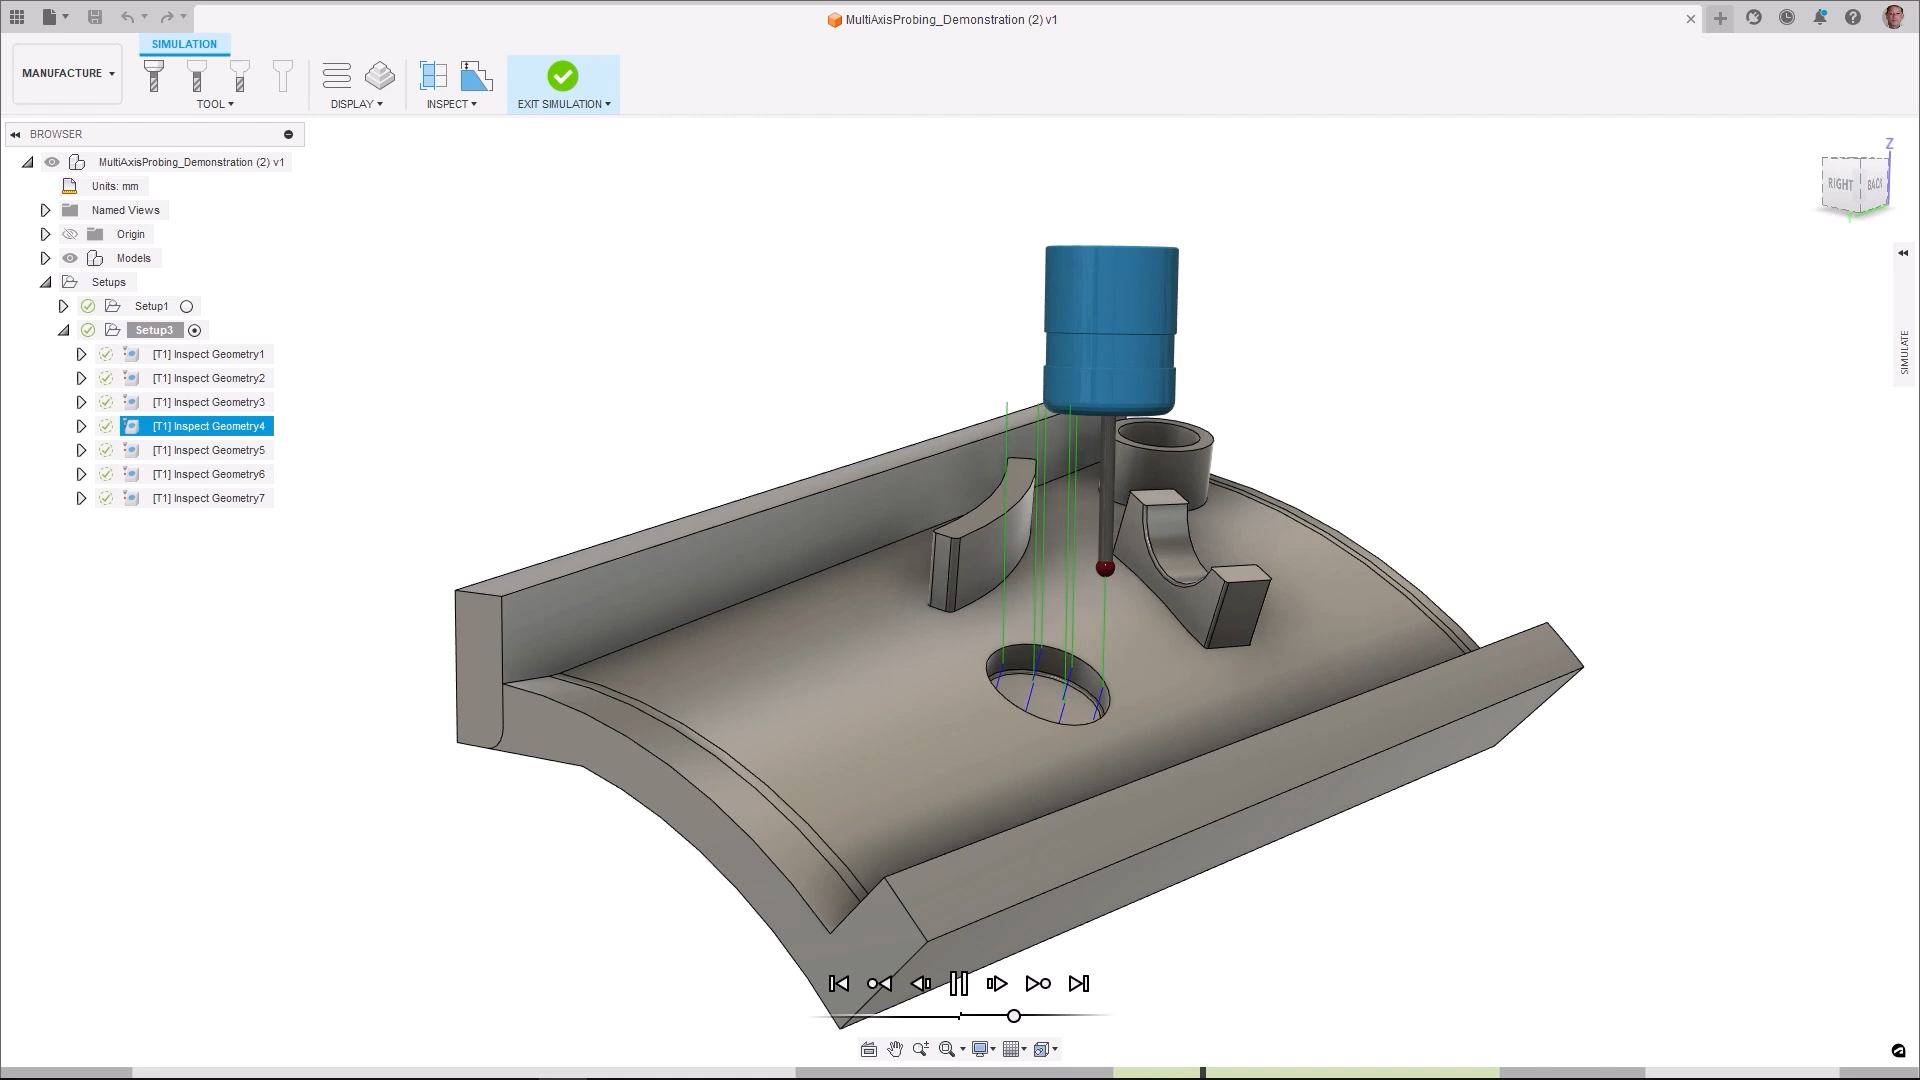 MultiAxisProbing_Demonstration (2) v1
SIMULATION
MANUFACTURE
TOOL
DISPLAY
INSPECT
EXIT SIMULATION
BROWSER
MultiAxisProbing_Demonstration (2) v1
Units: mm
Named Views
Origin
Models
Setups
Setup1
Setup3
[T1] Inspect Geometry1
[T1] Inspect Geometry2
[T1] Inspect Geometry3
[T1] Inspect Geometry4
[T1] Inspect Geometry5
[T1] Inspect Geometry6
[T1] Inspect Geometry7
Z
RIGHT
BACK
Y
SIMULATE